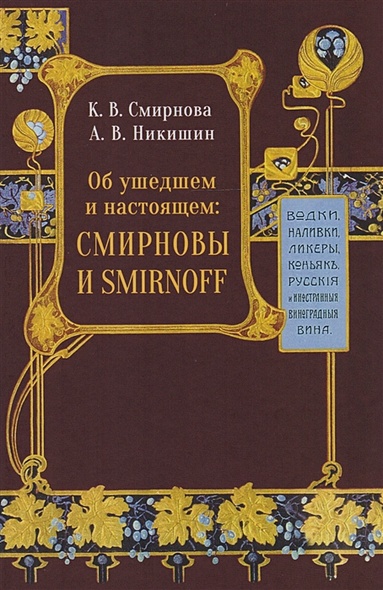 К. В. Смирнова
А. В. Никишин
Об ушедшем
и настоящем:
СМИРНОВЫ
И SMIRNOFF
ВОДКИ,
НАЛИВКИ,
ЛИКЕРЫ,
КОНЬЯКЪ,
РУССКІЯ
и ИНОСТРАННЫЯ
ВИНОГРАДНЫЯ
ВИНА.